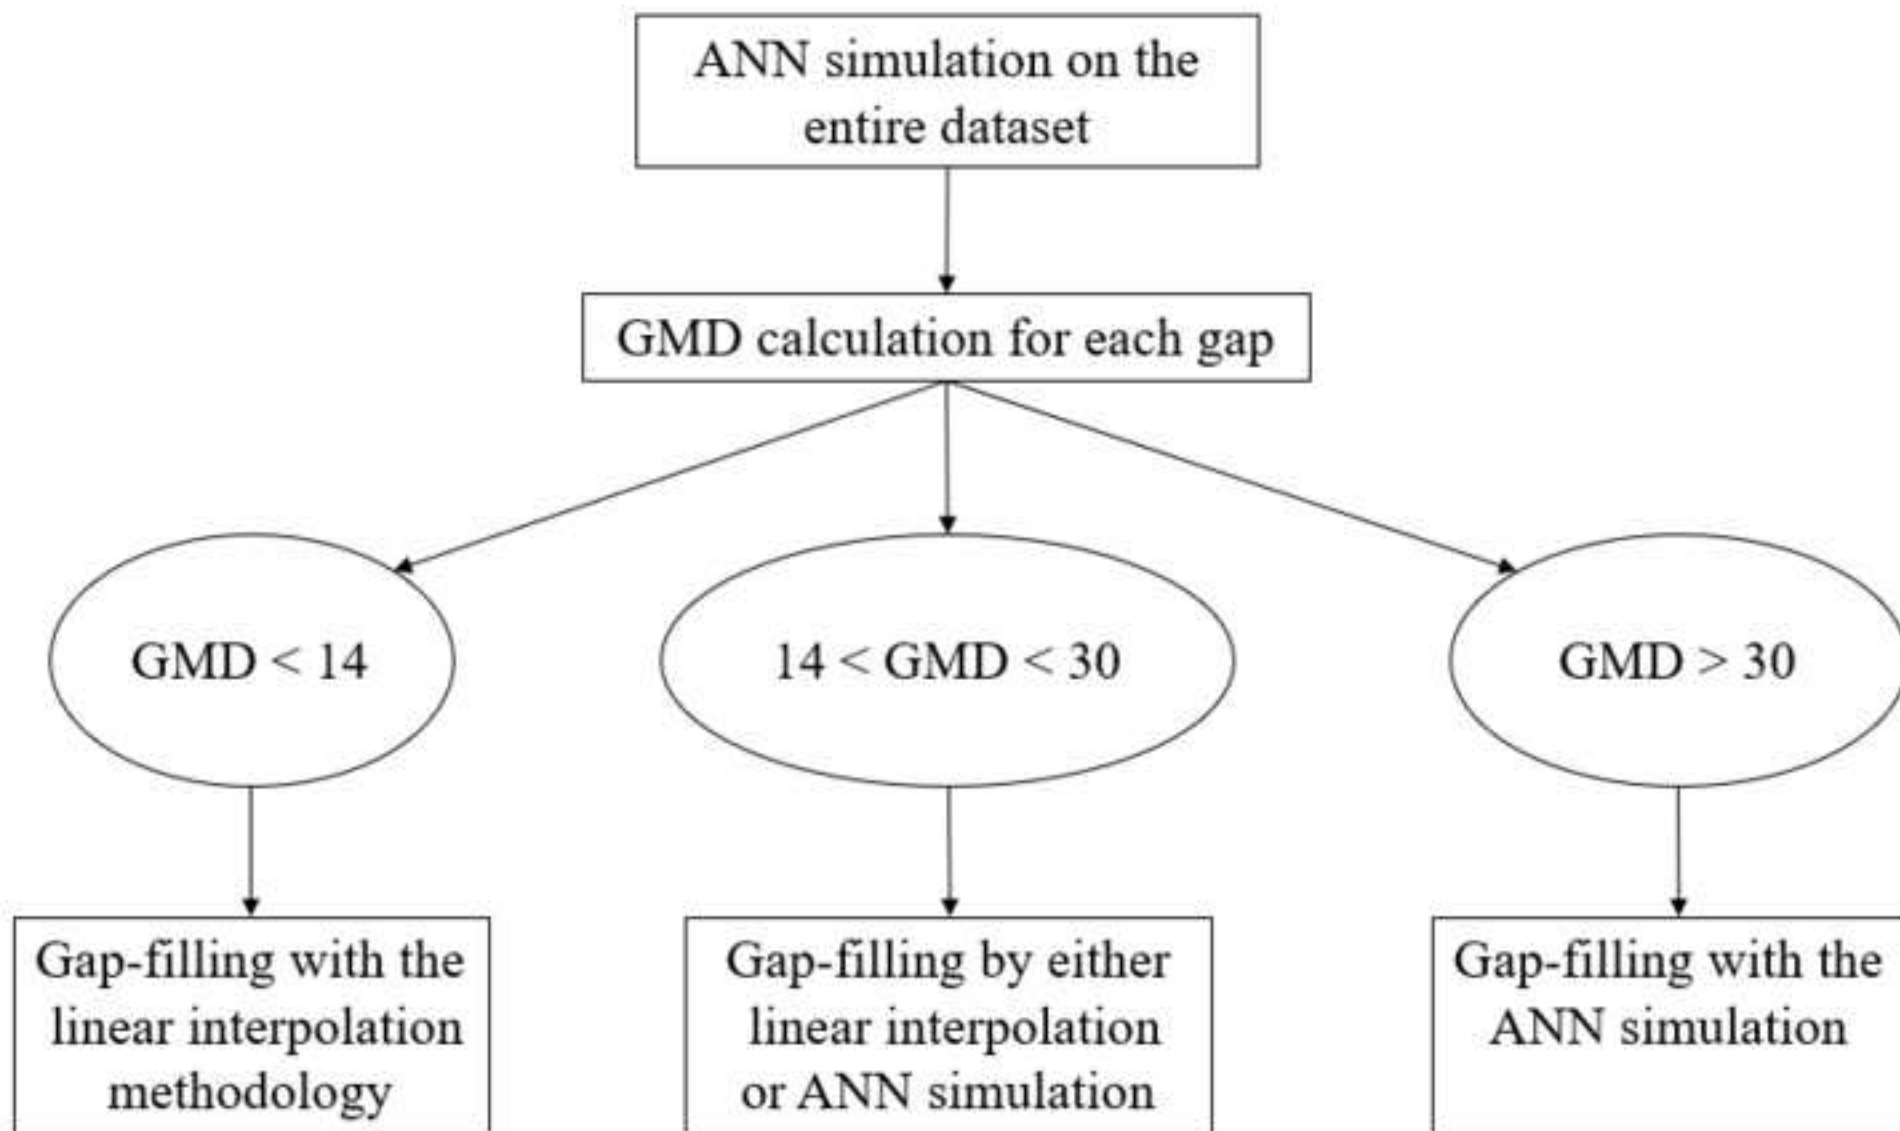 ANN simulation on the
entire dataset
GMD calculation for each gap
GMD < 14
14 < GMD < 30
GMD > 30
Gap-filling with the
linear interpolation
methodology
Gap-filling by either
linear interpolation
or ANN simulation
Gap-filling with the
ANN simulation